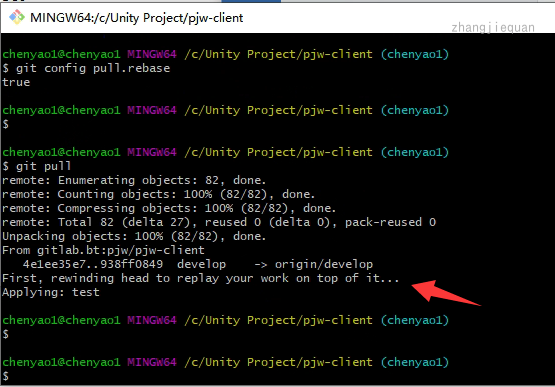 MINGW64:/c/Unity Project/pjw-client
zhangjiequan
chenyao1@chenyao1 MINGW64 /c/Unity Project/pjw-client (chenyao1)
$ git config pull.rebase
true
chenyao1@chenyao1 MINGW64 /c/Unity Project/pjw-client (chenyao1)
$
chenyao1@chenyao1 MINGW64 /c/Unity Project/pjw-client (chenyao1)
$ git pull
remote: Enumerating objects: 82, done.
remote: Counting objects: 100% (82/82), done.
remote: Compressing objects: 100% (82/82), done.
remote: Total 82 (delta 27), reused 0 (delta 0), pack-reused 0
Unpacking objects: 100% (82/82), done.
From gitlab.bt:pjw/pjw-client
   4e1ee35e7..938ff0849  develop    -> origin/develop
First, rewinding head to replay your work on top of it...
Applying: test
chenyao1@chenyao1 MINGW64 /c/Unity Project/pjw-client (chenyao1)
$
chenyao1@chenyao1 MINGW64 /c/Unity Project/pjw-client (chenyao1)
$